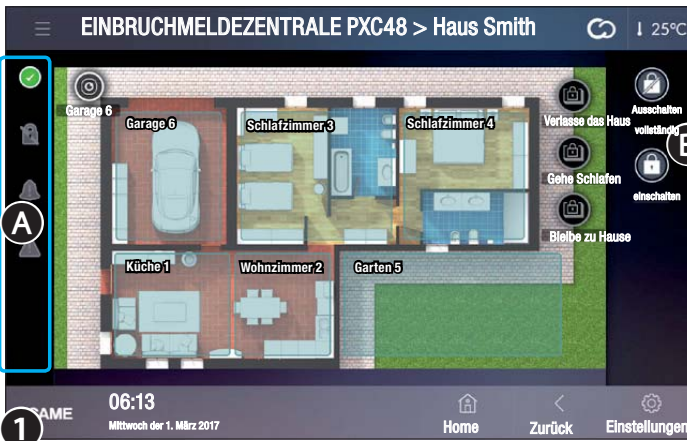 EINBRUCHMELDEZENTRALE PXC48 > Haus Smith
25°C
Garage 6
Garage 6
Schlafzimmer 3
Schlafzimmer 4
Verlasse das Haus
Ausschalten
vollständig
Gehe Schlafen
einschalten
A
Bleibe zu Hause
Küche 1
Wohnzimmer 2
Garten 5
06:13
Mittwoch der 1. März 2017
Home
Zurück
Einstellungen
1